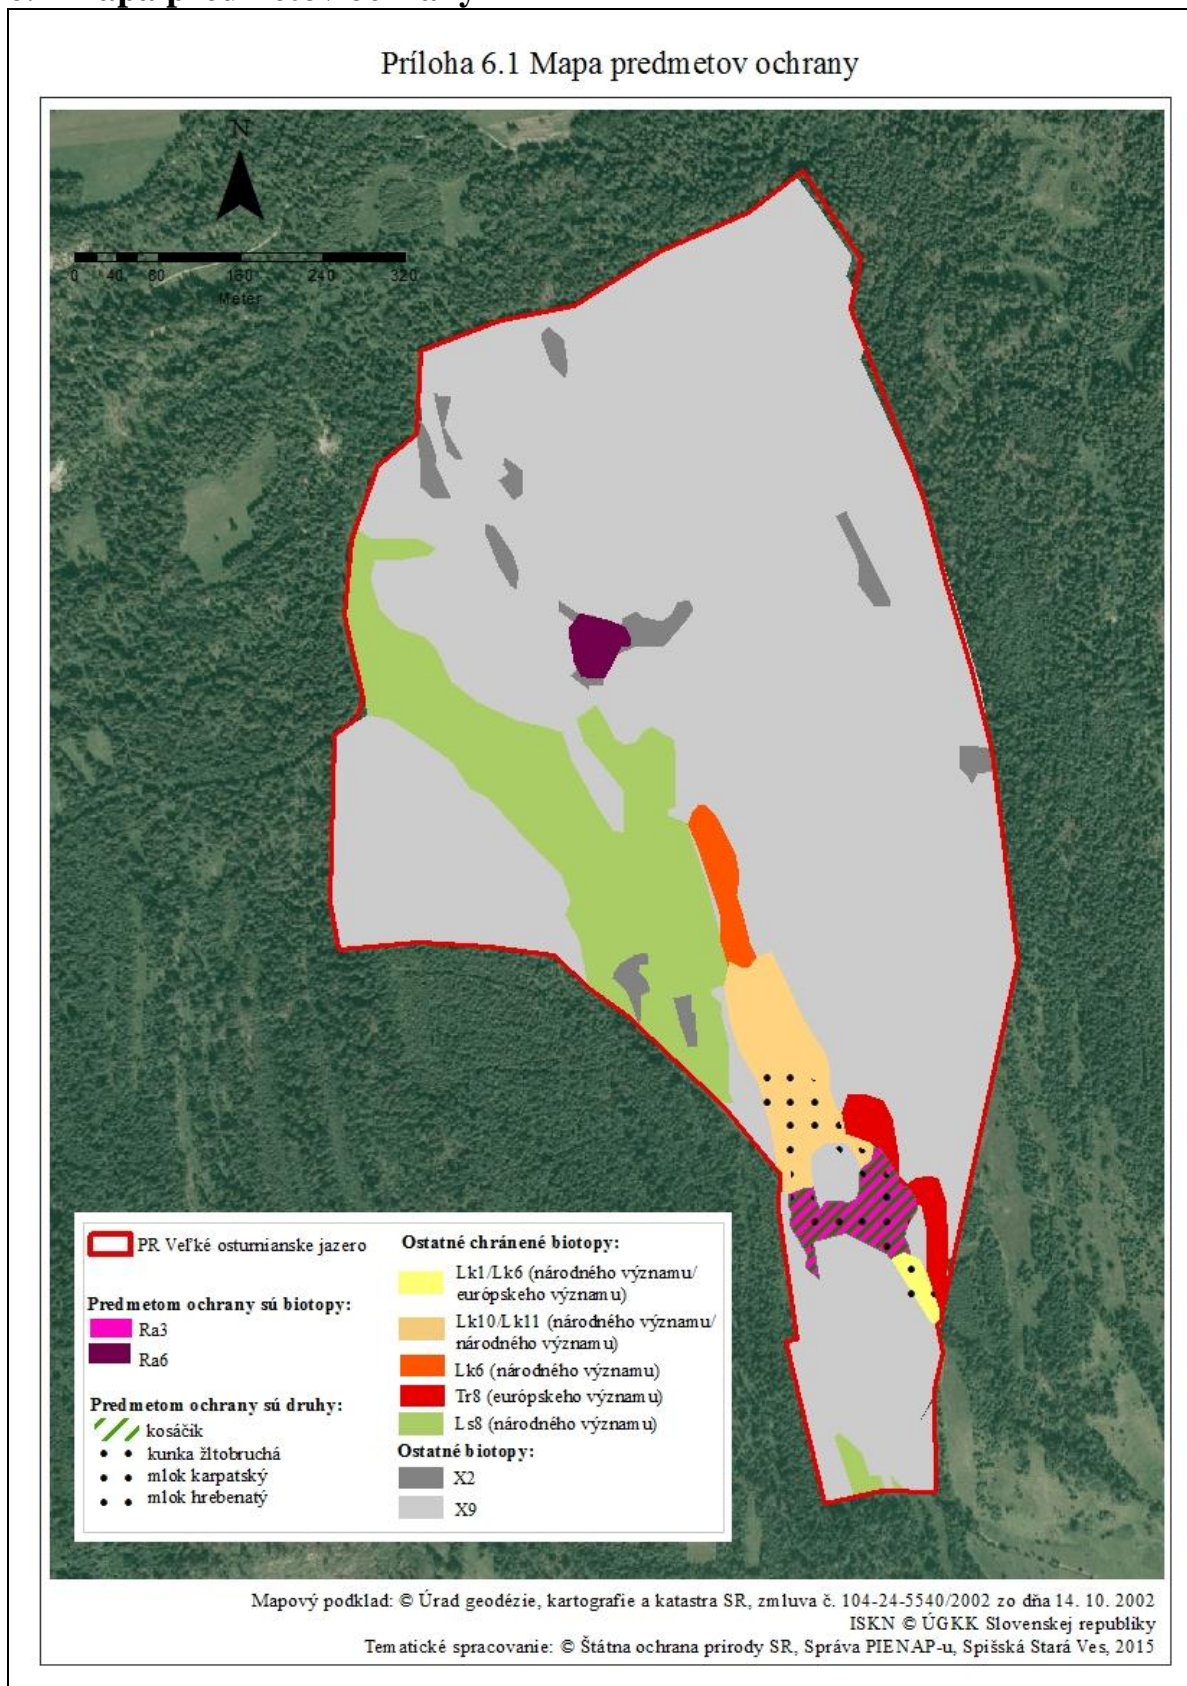 Príloha 6.1 Mapa predmetov ochrany
N
0 40 80 160 240 320
Meter
PR Veľké osturnianske jazero
Predmetom ochrany sú biotopy:
Ra3
Ra6
Predmetom ochrany sú druhy:
kosáčik
kunka žltobruchá
mlok karpatský
mlok hrebenatý
Ostatné chránené biotopy:
Lk1/Lk6 (národného významu/
európskeho významu)
Lk10/Lk11 (národného významu/
národného významu)
Lk6 (národného významu)
Tr8 (európskeho významu)
Ls8 (národného významu)
Ostatné biotopy:
X2
X9
Mapový podklad: © Úrad geodézie, kartografie a katastra SR, zmluva č. 104-24-5540/2002 zo dňa 14. 10. 2002
ISKN © ÚGKK Slovenskej republiky
Tematické spracovanie: © Štátna ochrana prírody SR, Správa PIENAP-u, Spišská Stará Ves, 2015